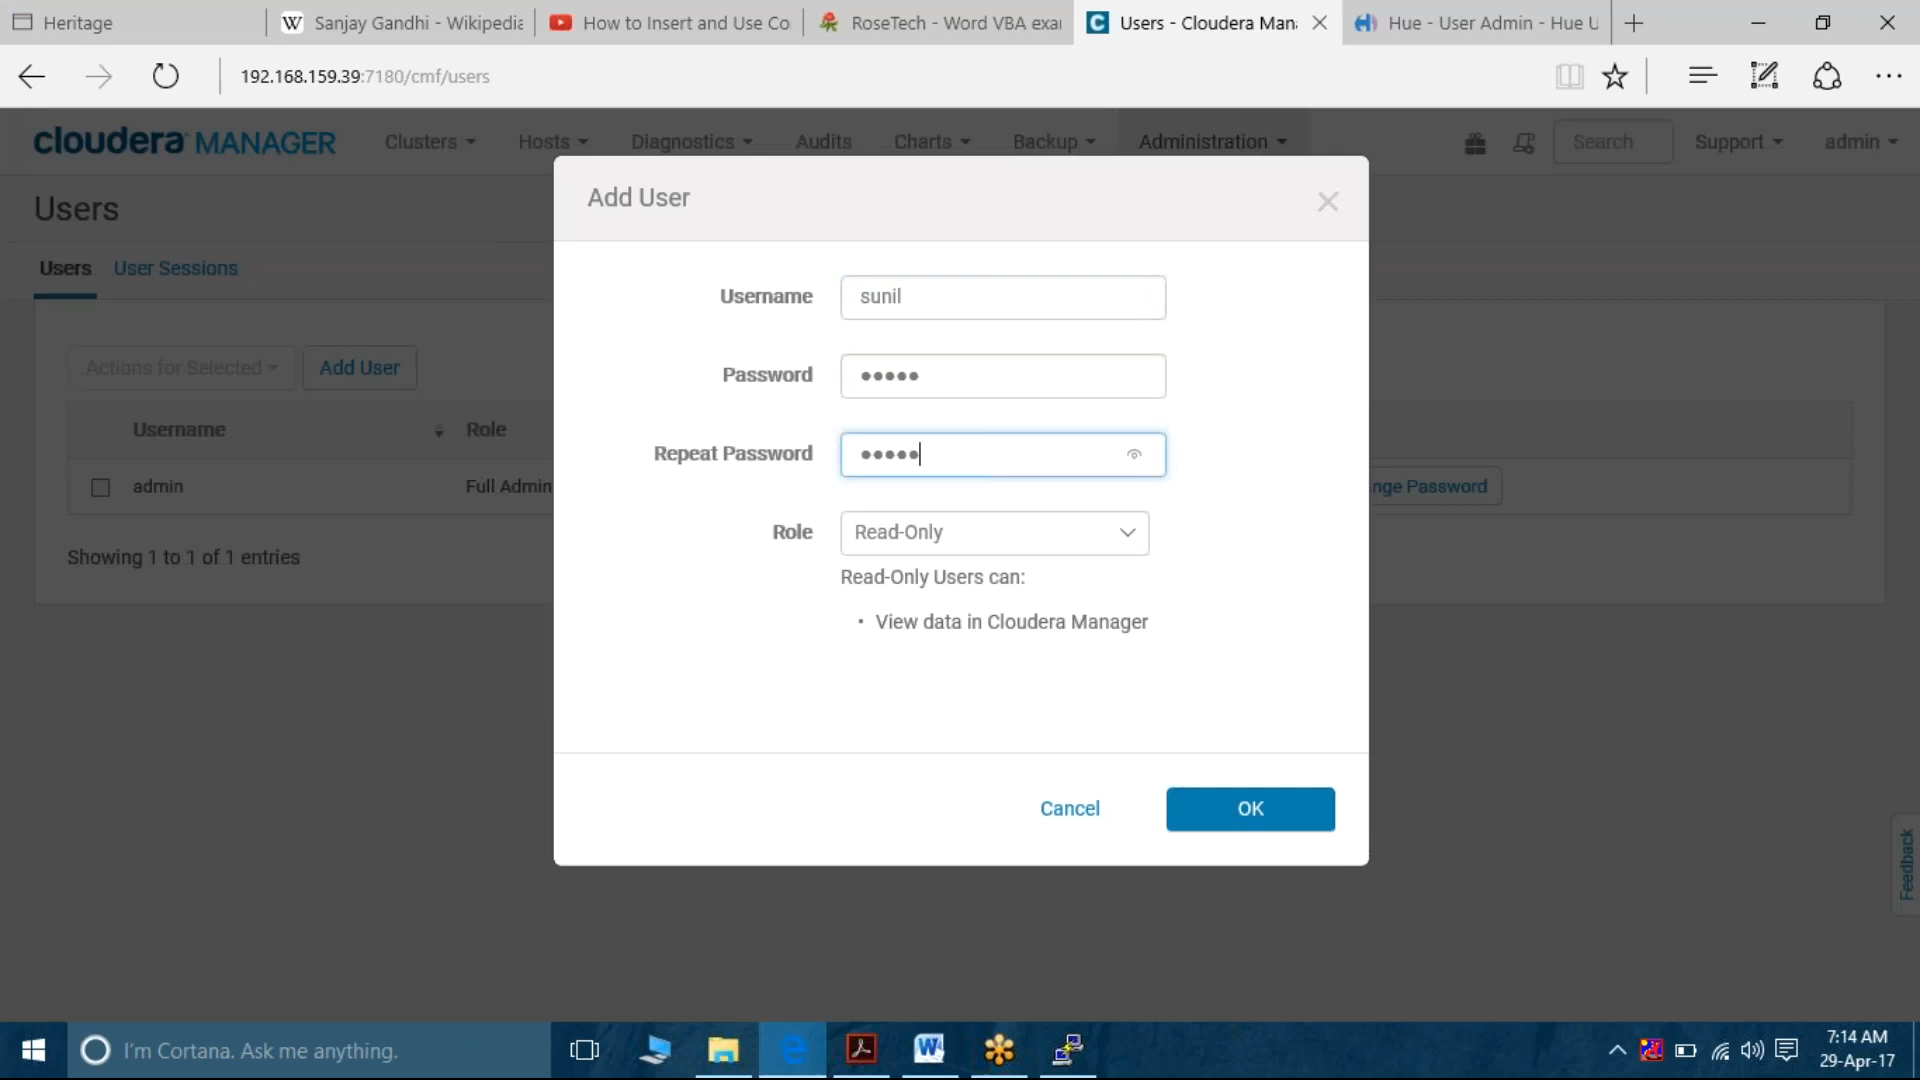 Heritage
Sanjay Gandhi - Wikipedia
How to Insert and Use Co
RoseTech - Word VBA exa
Users - Cloudera Man
Hue - User Admin - Hue U
192.168.159.39:7180/cmf/users
cloudera MANAGER
Clusters
Hosts
Diagnostics
Audits
Charts
Backup
Administration
Search
Support
admin
Users
Users
User Sessions
Actions for Selected
Add User
Username
Role
admin
Full Admin
nge Password
Showing 1 to 1 of 1 entries
Add User
Username
sunil
Password
•••••
Repeat Password
•••••
Role
Read-Only
Read-Only Users can:
• View data in Cloudera Manager
Cancel
OK
Feedback
I'm Cortana. Ask me anything.
7:14 AM
29-Apr-17